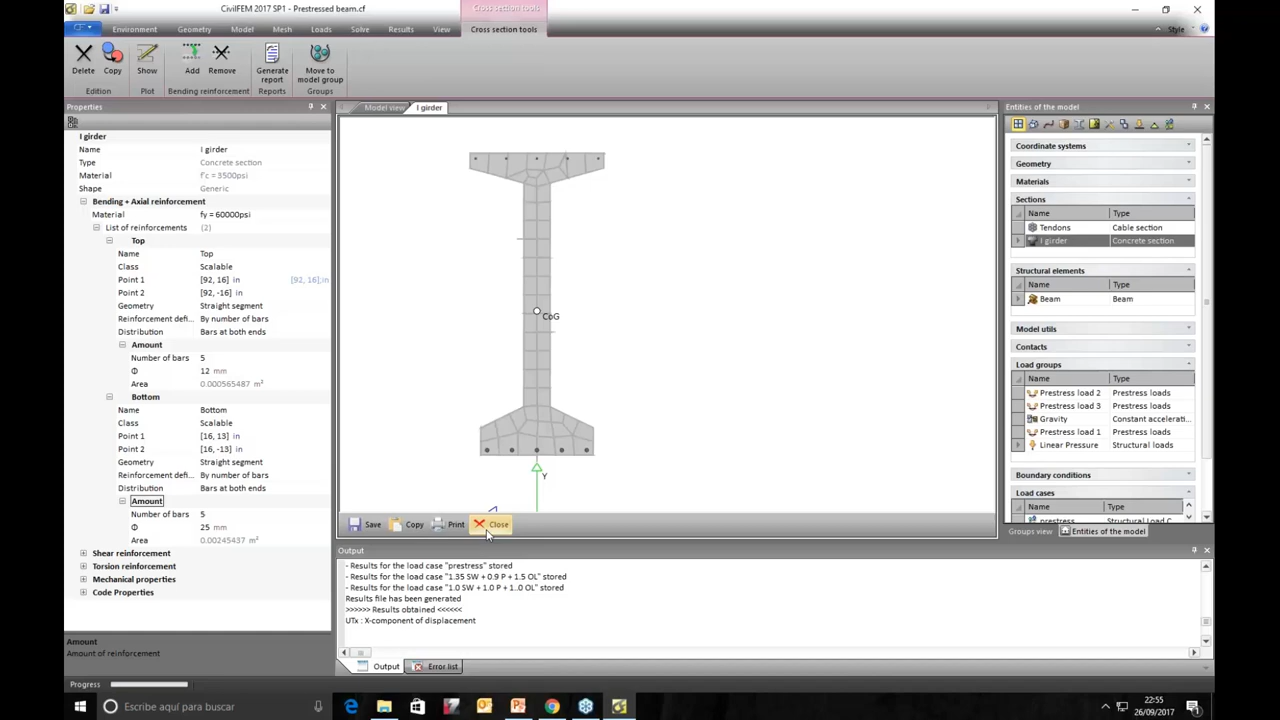 CivilFEM 2017 SP1 - Prestressed beam.cf
Cross section tools
Environment Geometry Model Mesh Loads Solve Results View Cross section tools Style
Delete Copy Show Add Remove Generate report Move to model group
Edition Plot Bending reinforcement Reports Groups
Properties
Model view I girder
Entities of the model
I girder
Name I girder
Type Concrete section
Material f'c = 3500psi
Shape Generic
Bending + Axial reinforcement
Material fy = 60000psi
List of reinforcements (2)
Top
Name Top
Class Scalable
Point 1 [92, 16] in [92, 16];in
Point 2 [92, -16] in
Geometry Straight segment
Reinforcement defi... By number of bars
Distribution Bars at both ends
Amount
Number of bars 5
Φ 12 mm
Area 0.000565487 m²
Bottom
Name Bottom
Class Scalable
Point 1 [16, 13] in
Point 2 [16, -13] in
Geometry Straight segment
Reinforcement defi... By number of bars
Distribution Bars at both ends
Amount
Number of bars 5
Φ 25 mm
Area 0.00245437 m²
Shear reinforcement
Torsion reinforcement
Mechanical properties
Code Properties
Amount
Amount of reinforcement
CoG
Y
Save Copy Print Close
Coordinate systems
Geometry
Materials
Sections
Name Type
Tendons Cable section
I girder Concrete section
Structural elements
Name Type
Beam Beam
Model utils
Contacts
Load groups
Name Type
Prestress load 2 Prestress loads
Prestress load 3 Prestress loads
Gravity Constant accelerati...
Prestress load 1 Prestress loads
Linear Pressure Structural loads
Boundary conditions
Load cases
Name Type
prestress Structural Load C
Groups view Entities of the model
Output
- Results for the load case "prestress" stored
- Results for the load case "1.35 SW + 0.9 P + 1.5 OL" stored
- Results for the load case "1.0 SW + 1.0 P + 1..0 OL" stored
Results file has been generated
>>>>>> Results obtained <<<<<<
UTx : X-component of displacement
Output Error list
Progress
Escribe aquí para buscar
22:55
26/09/2017